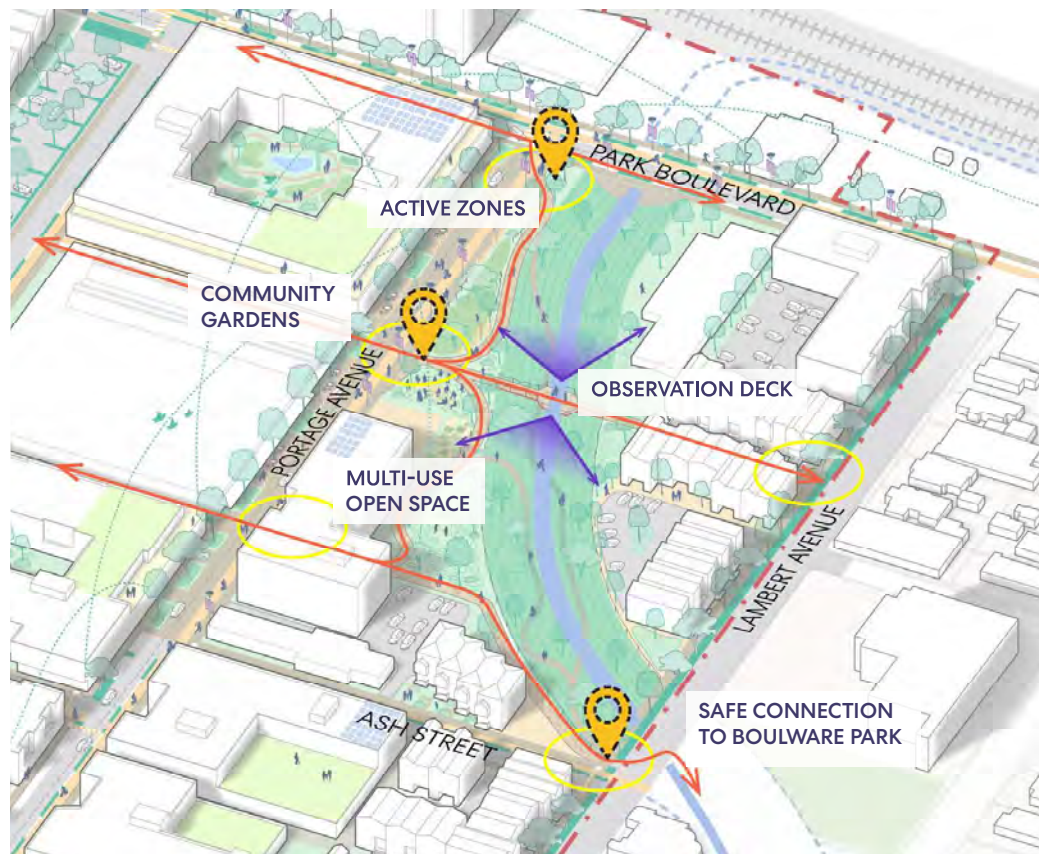 PARK BOULEVARD
ACTIVE ZONES
COMMUNITY
GARDENS
PORTAGE AVENUE
OBSERVATION DECK
MULTI-USE
OPEN SPACE
LAMBERT AVENUE
SAFE CONNECTION
TO BOULWARE PARK
ASH STREET